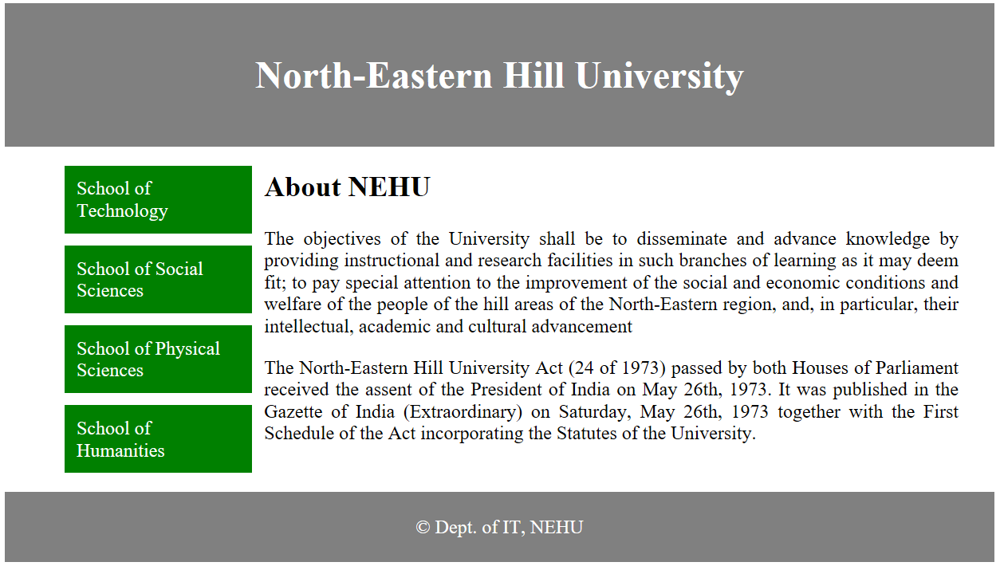 North-Eastern Hill University
School of
Technology
School of Social
Sciences
School of Physical
Sciences
School of
Humanities
About NEHU
The objectives of the University shall be to disseminate and advance knowledge by
providing instructional and research facilities in such branches of learning as it may deem
fit; to pay special attention to the improvement of the social and economic conditions and
welfare of the people of the hill areas of the North-Eastern region, and, in particular, their
intellectual, academic and cultural advancement
The North-Eastern Hill University Act (24 of 1973) passed by both Houses of Parliament
received the assent of the President of India on May 26th, 1973. It was published in the
Gazette of India (Extraordinary) on Saturday, May 26th, 1973 together with the First
Schedule of the Act incorporating the Statutes of the University.
© Dept. of IT, NEHU